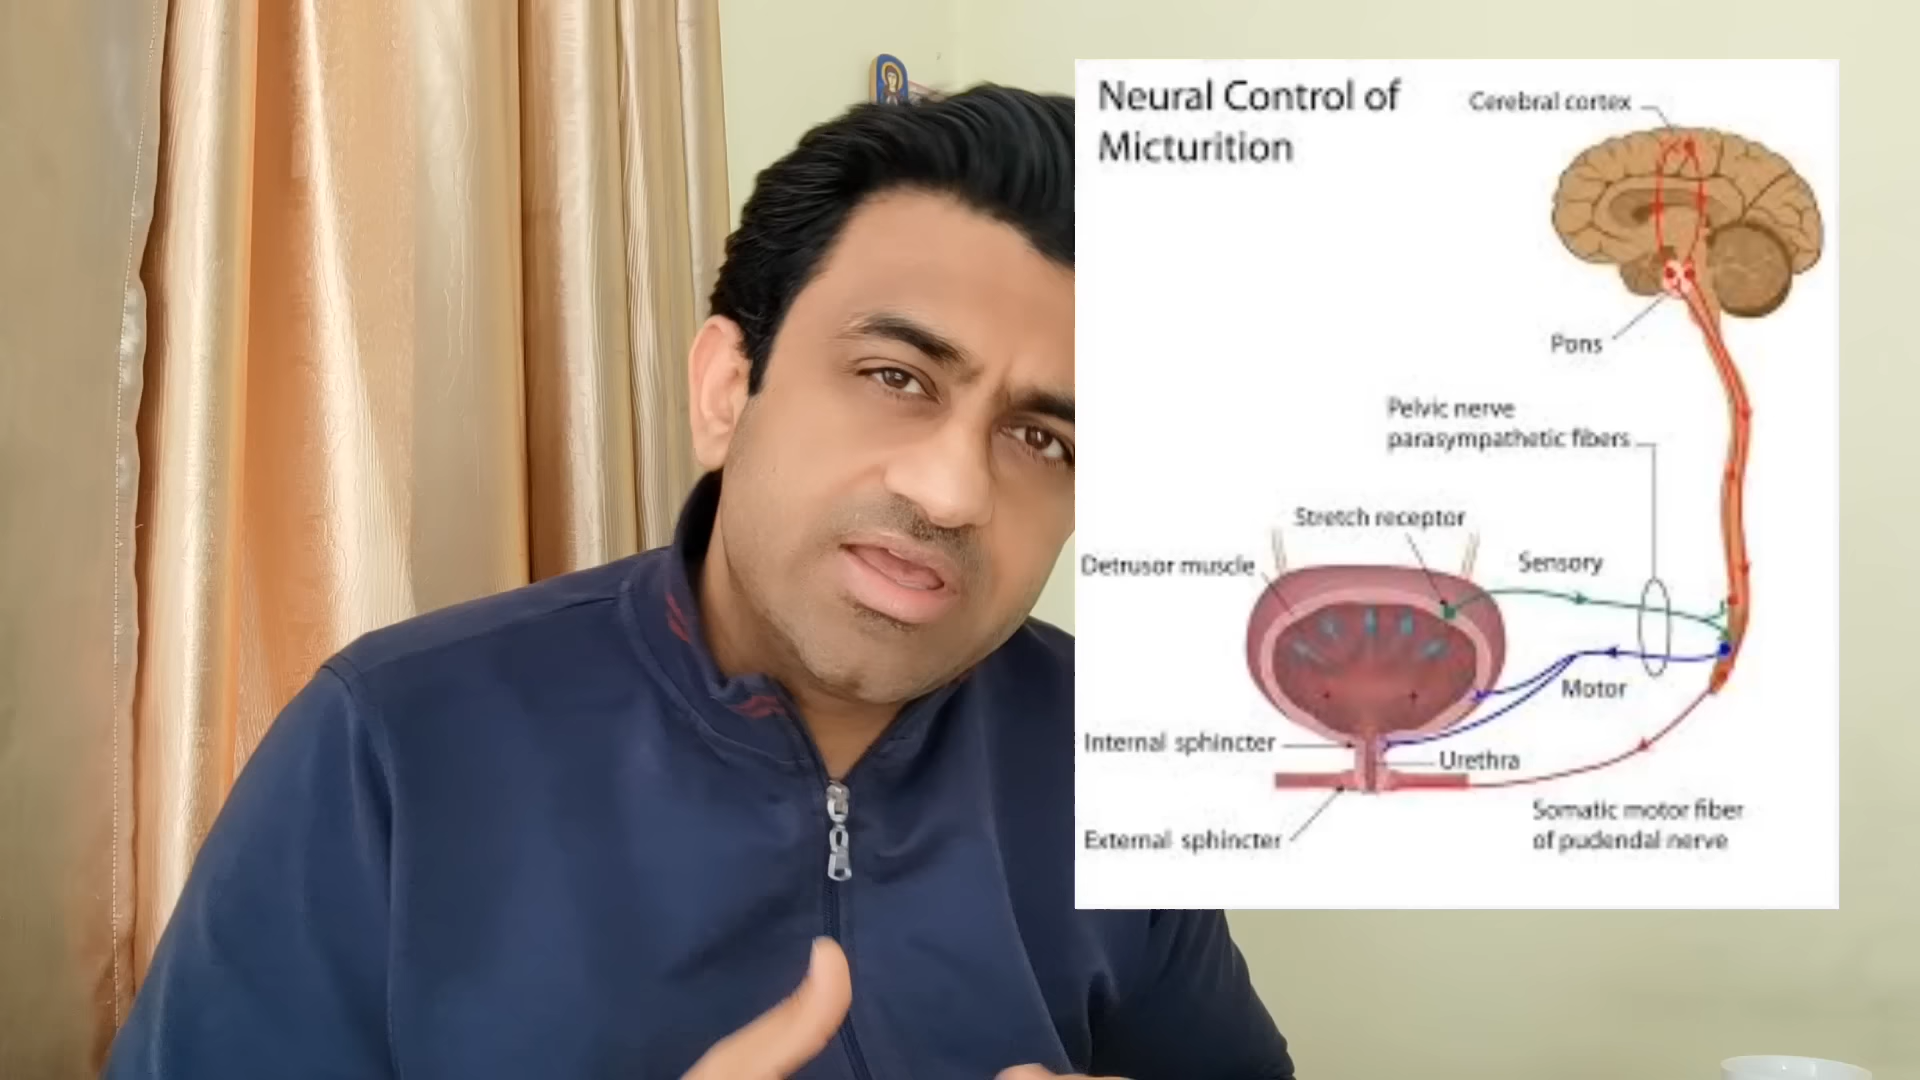 Neural Control of
Micturition
Cerebral cortex
Pons
Pelvic nerve
parasympathetic fibers
Stretch receptor
Sensory
Detrusor muscle
Motor
Internal sphincter
Urethra
External sphincter
Somatic motor fiber
of pudendal nerve